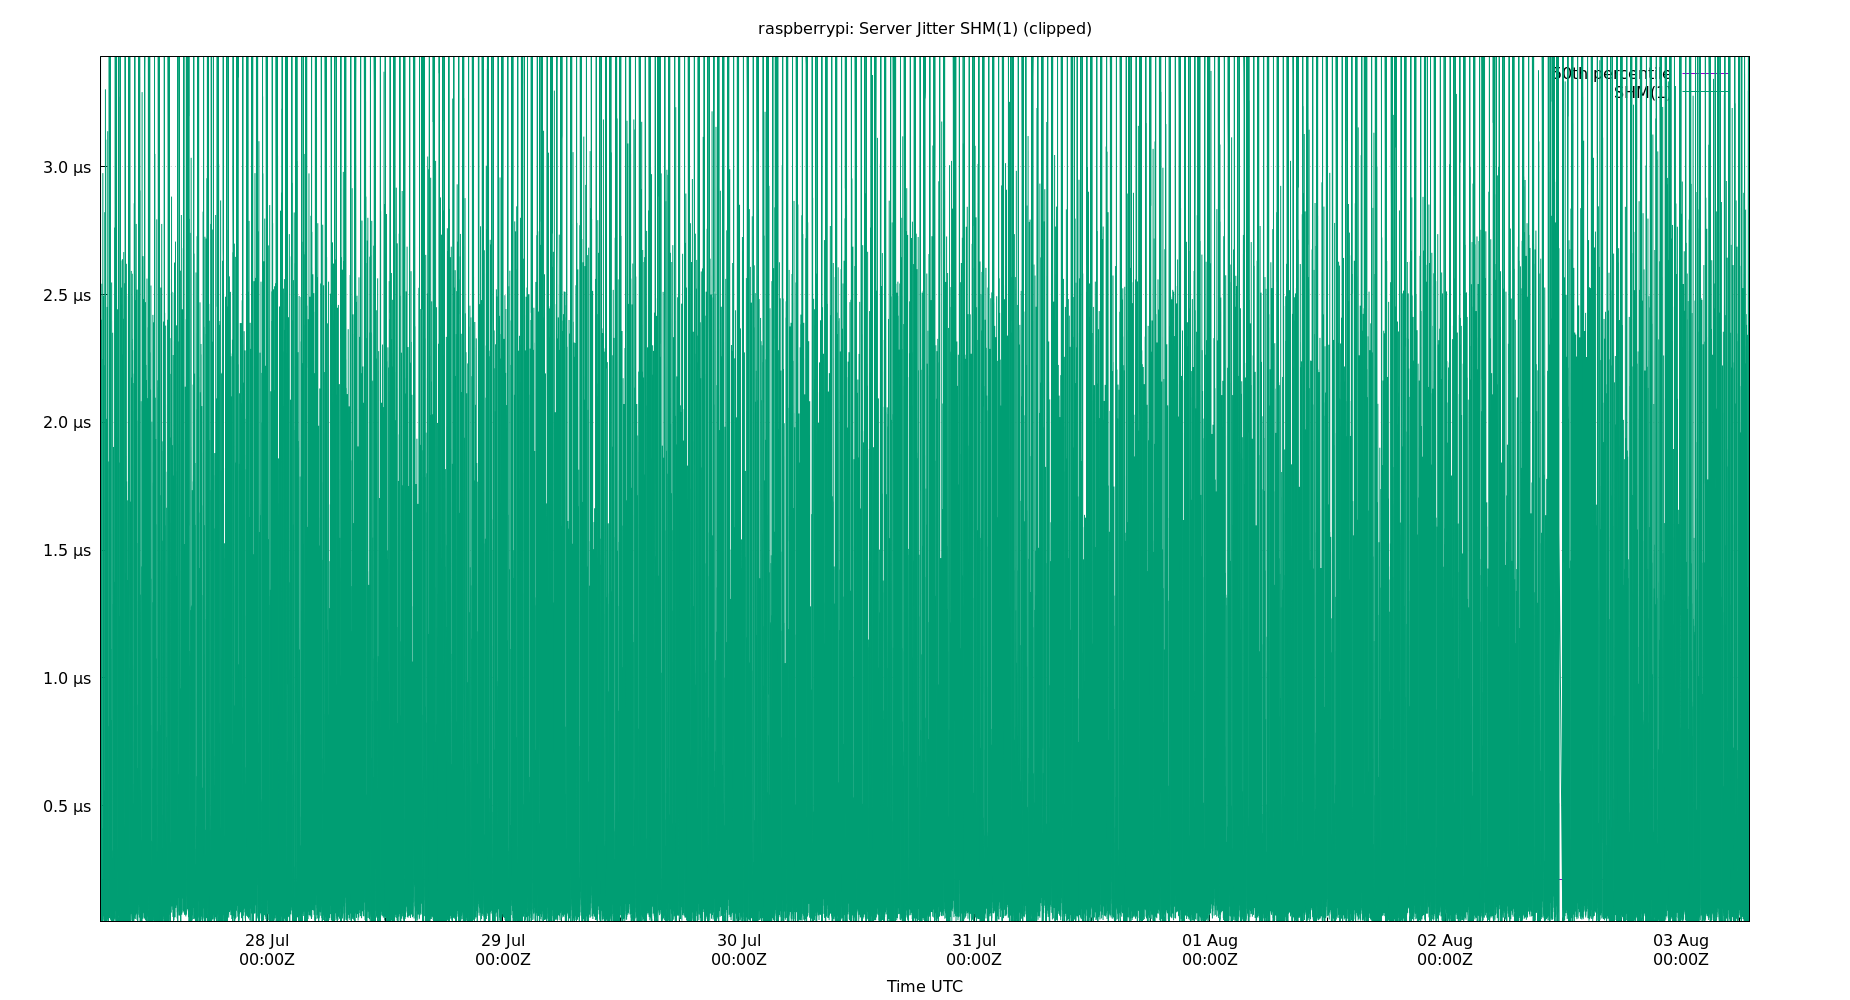 raspberrypi: Server Jitter SHM(1) (clipped)
50th percentile
SHM(1)
3.0 μs
2.5 μs
2.0 μs
1.5 μs
1.0 μs
0.5 μs
28 Jul 29 Jul 30 Jul 31 Jul 01 Aug 02 Aug 03 Aug
00:00Z 00:00Z 00:00Z 00:00Z 00:00Z 00:00Z 00:00Z
Time UTC